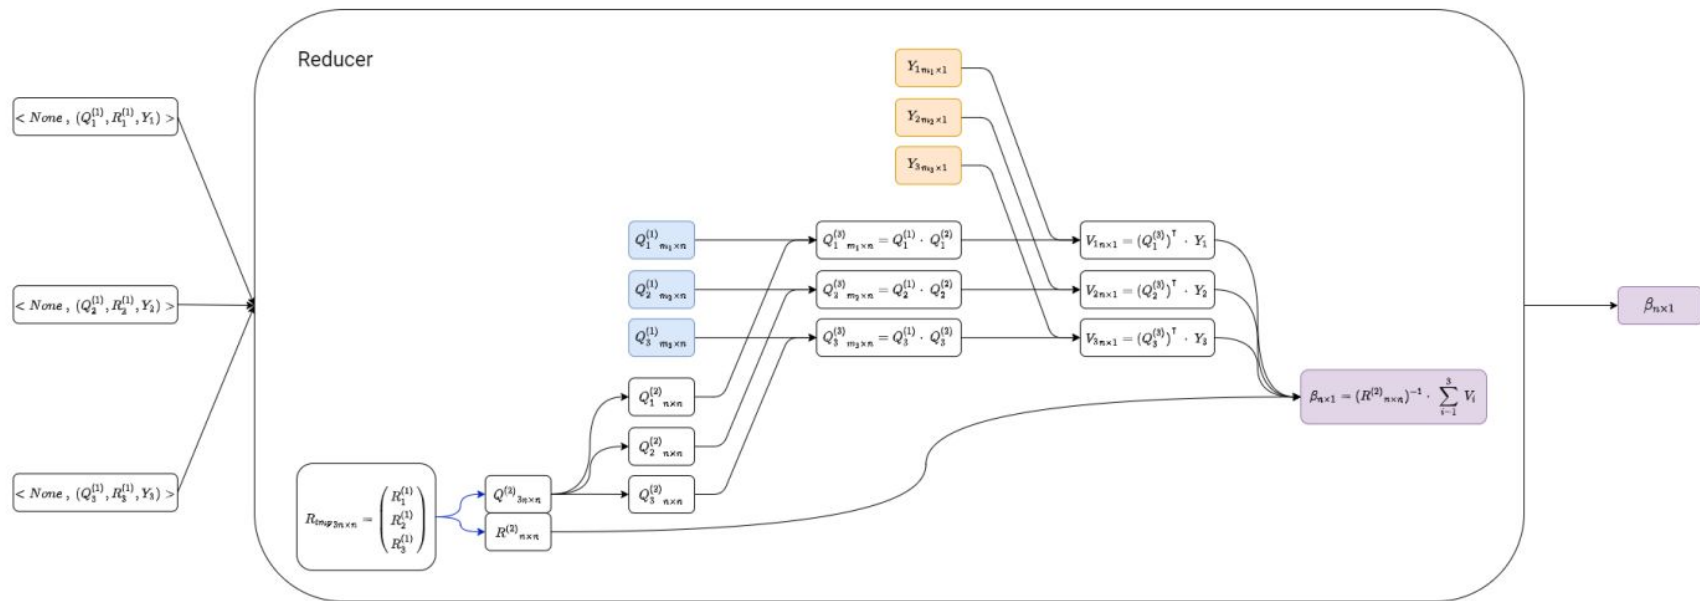 Reducer
< None , (Q_1^{(1)}, R_1^{(1)}, Y_1) >
< None , (Q_2^{(1)}, R_2^{(1)}, Y_2) >
< None , (Q_3^{(1)}, R_3^{(1)}, Y_3) >
Y_{1 m_1×1}
Y_{2 m_2×1}
Y_{3 m_3×1}
Q_1^{(1)} _{m_1×n}
Q_1^{(3)} _{m_1×n} = Q_1^{(1)} · Q_1^{(2)}
V_{1 n×1} = (Q_1^{(3)})^⊤ · Y_1
Q_2^{(1)} _{m_2×n}
Q_2^{(3)} _{m_2×n} = Q_2^{(1)} · Q_2^{(2)}
V_{2 n×1} = (Q_2^{(3)})^⊤ · Y_2
Q_3^{(1)} _{m_3×n}
Q_3^{(3)} _{m_3×n} = Q_3^{(1)} · Q_3^{(2)}
V_{3 n×1} = (Q_3^{(3)})^⊤ · Y_3
Q_1^{(2)} _{n×n}
Q_2^{(2)} _{n×n}
Q_3^{(2)} _{n×n}
R_{tmp 3n×n} = (R_1^{(1)}
R_2^{(1)}
R_3^{(1)})
Q^{(2)} _{3n×n}
R^{(2)} _{n×n}
β_{n×1} = (R^{(2)} _{n×n})^{-1} · ∑_{i=1}^{3} V_i
β_{n×1}